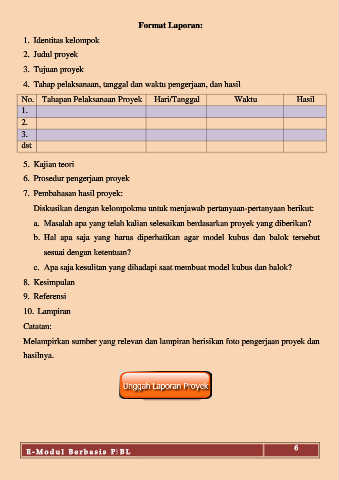 Format Laporan:
1. Identitas kelompok
2. Judul proyek
3. Tujuan proyek
4. Tahap pelaksanaan, tanggal dan waktu pengerjaan, dan hasil
No. Tahapan Pelaksanaan Proyek Hari/Tanggal Waktu Hasil
1.
2.
3.
dst
5. Kajian teori
6. Prosedur pengerjaan proyek
7. Pembahasan hasil proyek:
Diskusikan dengan kelompokmu untuk menjawab pertanyaan-pertanyaan berikut:
a. Masalah apa yang telah kalian selesaikan berdasarkan proyek yang diberikan?
b. Hal apa saja yang harus diperhatikan agar model kubus dan balok tersebut
sesuai dengan ketentuan?
c. Apa saja kesulitan yang dihadapi saat membuat model kubus dan balok?
8. Kesimpulan
9. Referensi
10. Lampiran
Catatan:
Melampirkan sumber yang relevan dan lampiran berisikan foto pengerjaan proyek dan
hasilnya.
Unggah Laporan Proyek
E-Modul Berbasis PjBL 6